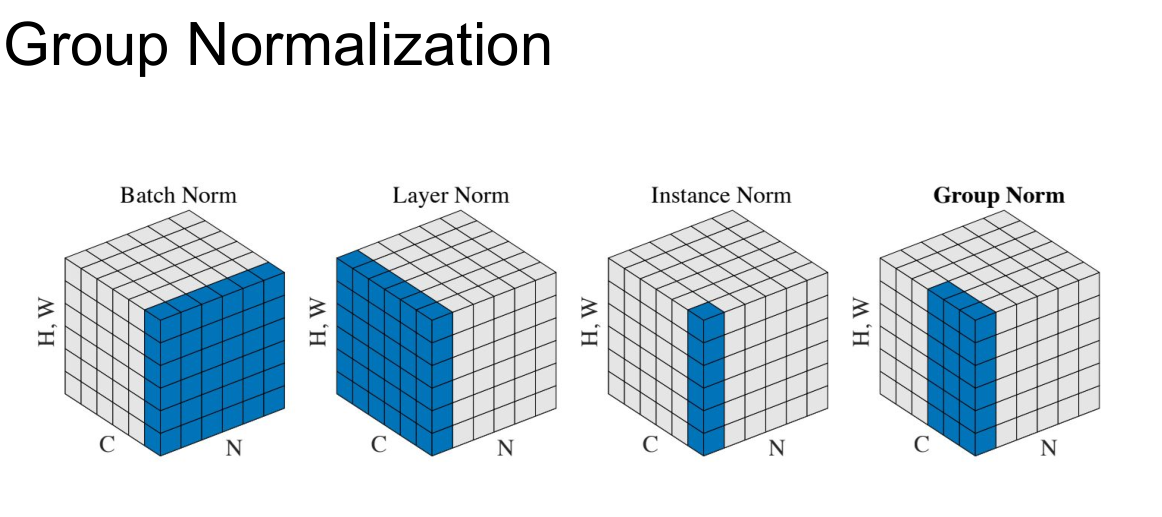 Group Normalization
Batch Norm
Layer Norm
Instance Norm
Group Norm
H, W
C
N
H, W
C
N
H, W
C
N
H, W
C
N